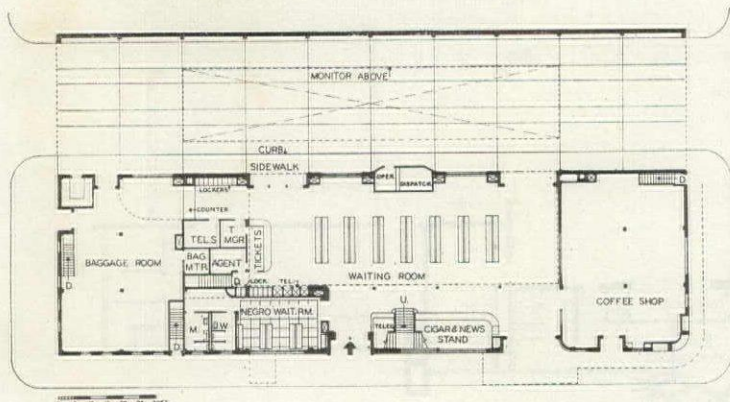 MONITOR ABOVE
CURB
SIDEWALK
LOCKERS
OPER.
DISPATCH.
COUNTER
TEL.S
T.
MGR.
TICKETS
BAG.
MTR.
AGENT
BAGGAGE ROOM
WAITING ROOM
COFFEE SHOP
D.
D.
D.
D.
LOCK.
TEL.S
U.
M.
W.
NEGRO WAIT. RM.
TELEG.
CIGAR & NEWS
STAND